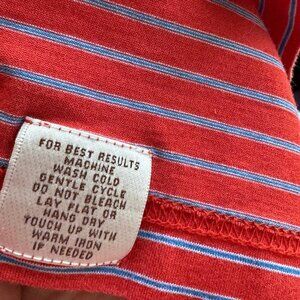 FOR BEST RESULTS
MACHINE
WASH COLD
GENTLE CYCLE
DO NOT BLEACH
LAY FLAT OR
HANG DRY
TOUCH UP WITH
WARM IRON
IF NEEDED